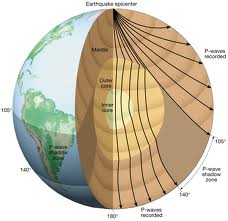 Earthquake epicenter
Mantle
P-waves
recorded
Outer
core
Inner
core
105°
105°
P-wave
shadow
zone
P-wave
shadow
zone
140°
140°
P-waves
recorded
180°